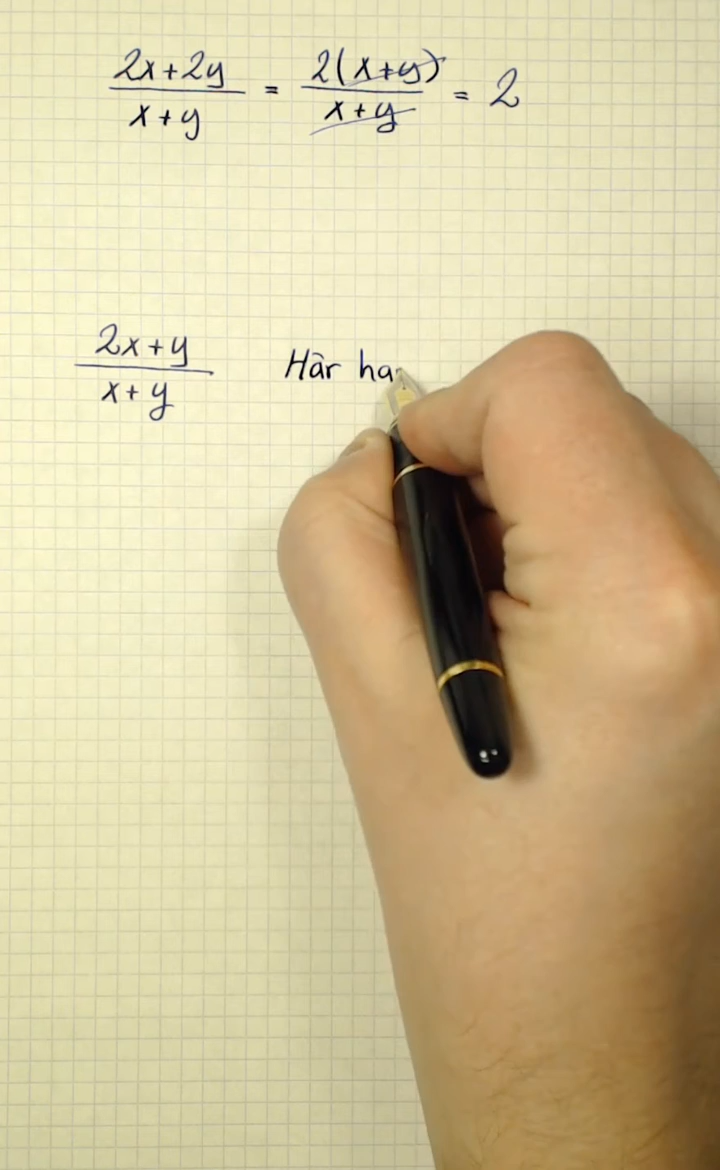 2x+2y / x+y = 2(x+y) / x+y = 2
2x+y / x+y Här ha